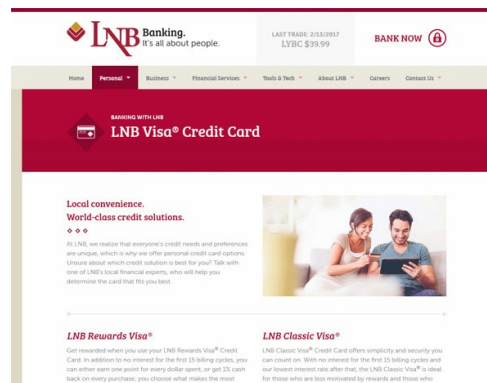 LNB Banking.
It's all about people.
LAST TRADE: 2/13/2017
LYBC $39.99
BANK NOW
Home Personal Business Financial Services Tools & Tech About LNB Careers Contact Us
BANKING WITH LNB
LNB Visa® Credit Card
Local convenience.
World-class credit solutions.
At LNB, we realize that everyone's credit needs and preferences
are unique, which is why we offer personal credit card options.
Unsure about which credit solution is best for you? Talk with
one of LNB's local financial experts, who will help you
determine the card that fits you best.
LNB Rewards Visa®
Get rewarded when you use your LNB Rewards Visa® Credit
Card. In addition to no interest for the first 15 billing cycles, you
can either earn one point for every dollar spent, or get 1% cash
back on every purchase; you choose what makes the most
LNB Classic Visa®
LNB Classic Visa® Credit Card offers simplicity and security you
can count on. With no interest for the first 15 billing cycles and
our lowest interest rate after that, the LNB Classic Visa® is ideal
for those who are less motivated by rewards and those who